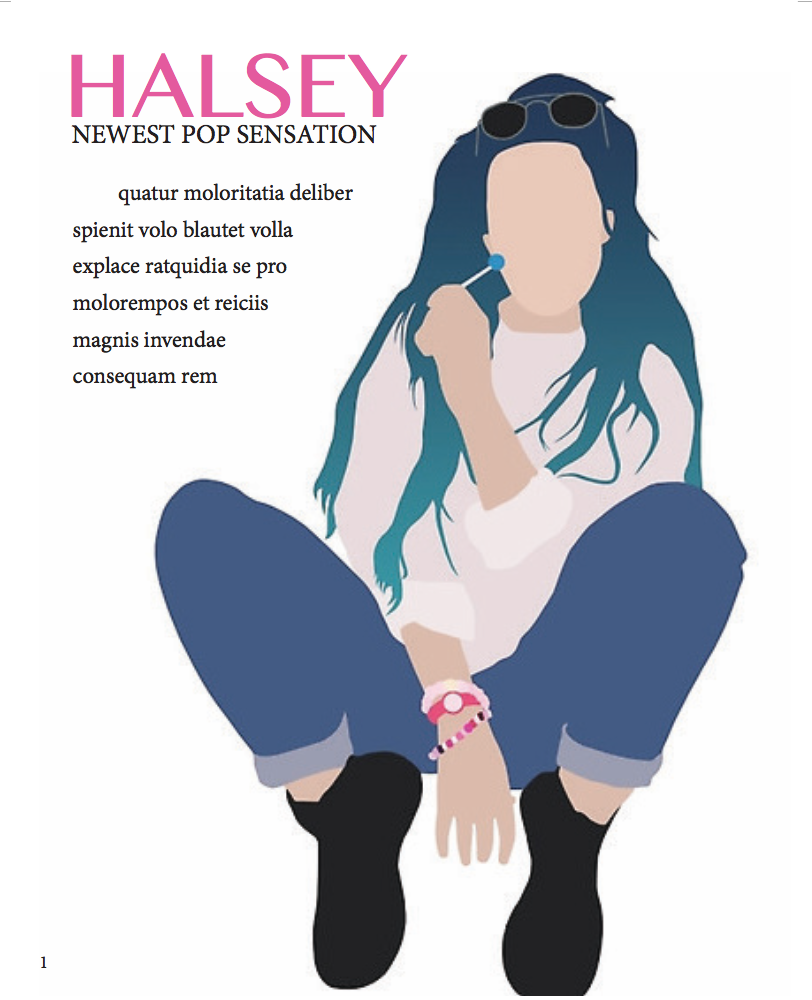 HALSEY
NEWEST POP SENSATION
quatur moloritatia deliber
spienit volo blautet volla
explace ratquidia se pro
molorempos et reiciis
magnis invendae
consequam rem
1